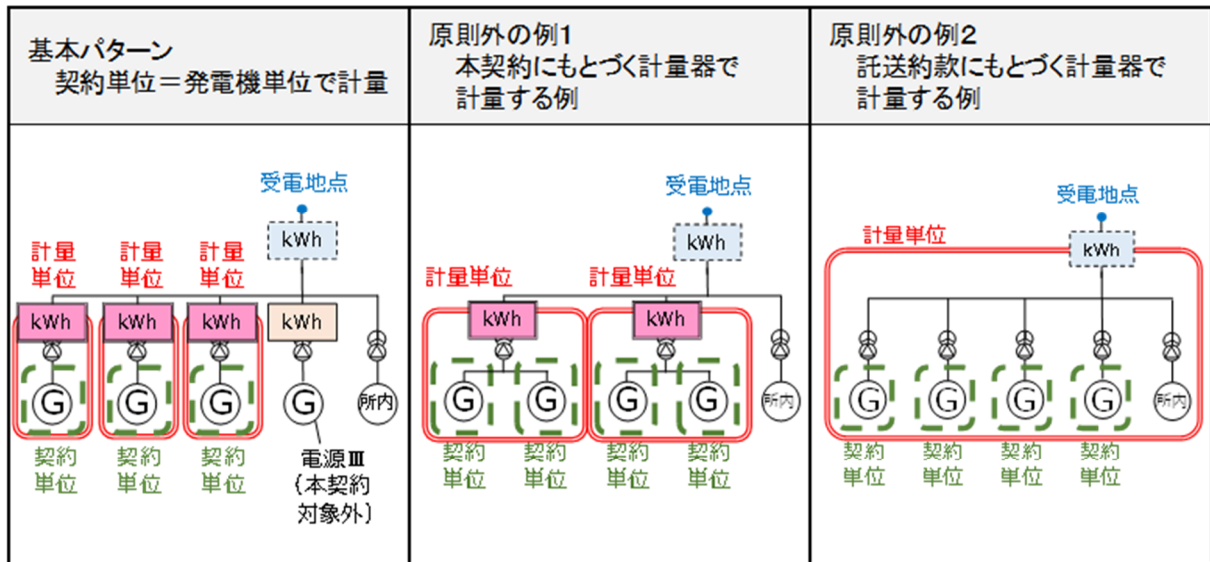 基本パターン
契約単位＝発電機単位で計量
原則外の例1
本契約にもとづく計量器で
計量する例
原則外の例2
託送約款にもとづく計量器で
計量する例
受電地点
kWh
計量
単位
計量
単位
計量
単位
kWh
kWh
kWh
kWh
G
G
G
G
所内
契約
単位
契約
単位
契約
単位
電源Ⅲ
(本契約
対象外)
受電地点
kWh
計量単位
計量単位
kWh
kWh
G
G
G
G
所内
契約
単位
契約
単位
契約
単位
契約
単位
受電地点
計量単位
kWh
G
G
G
G
所内
契約
単位
契約
単位
契約
単位
契約
単位